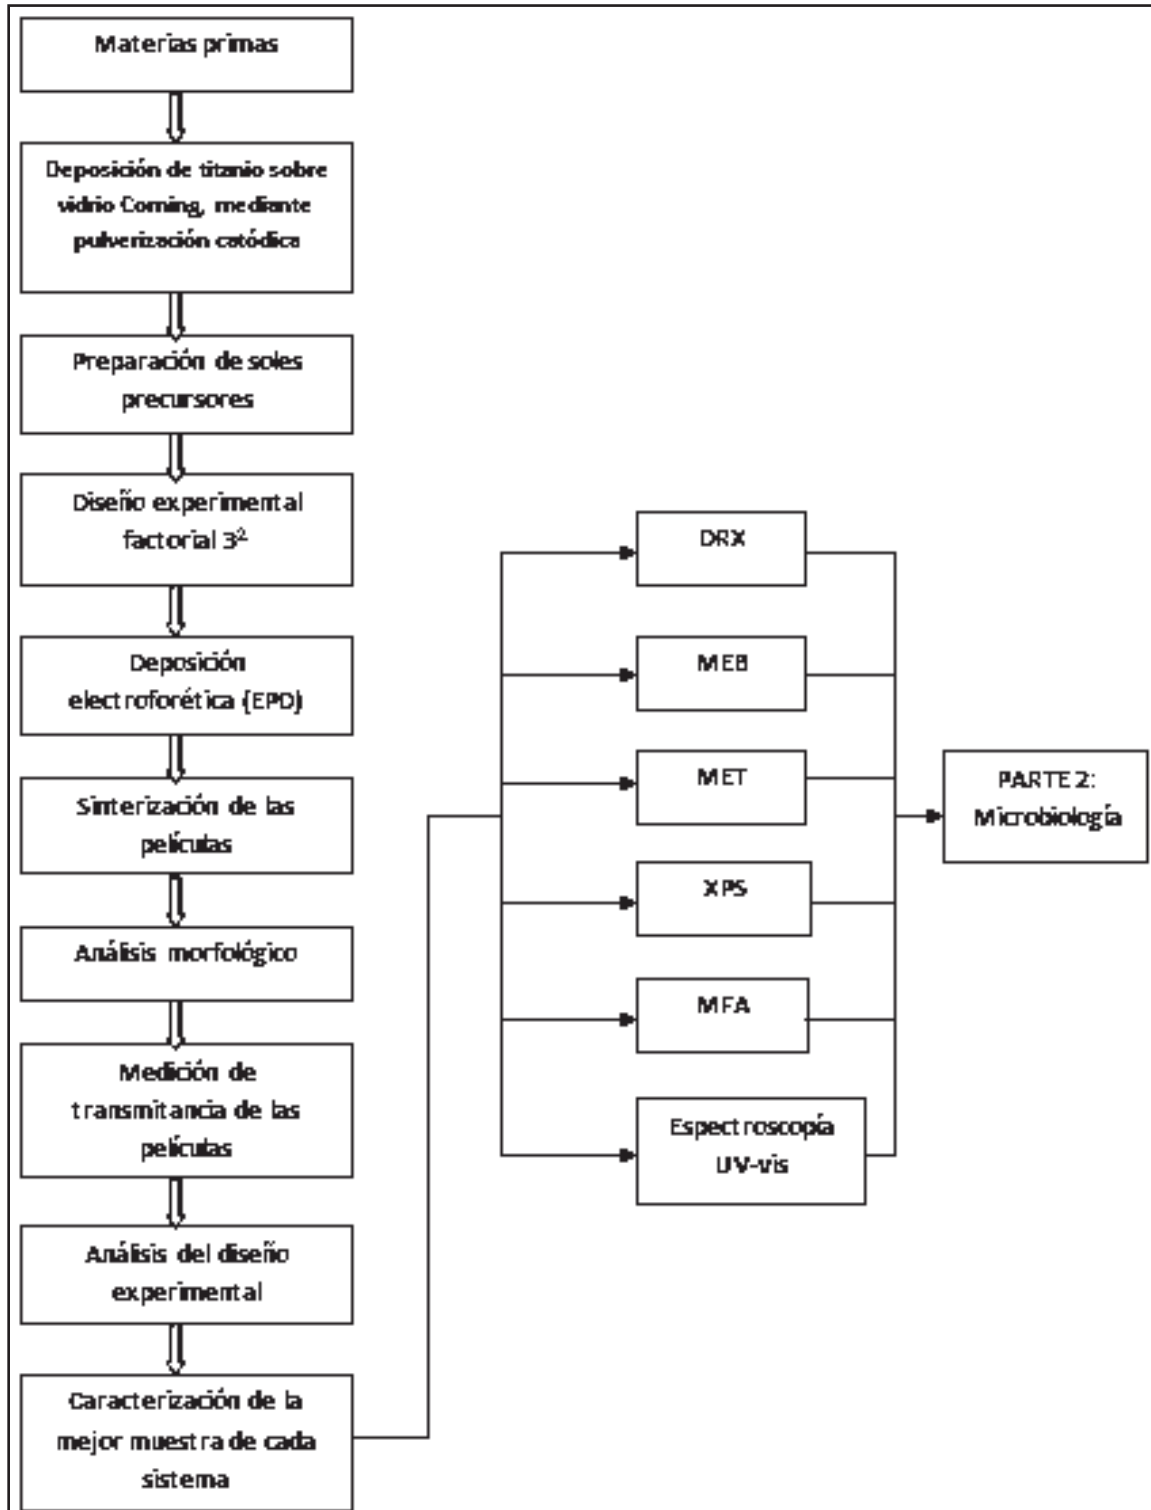 Materias primas
Deposición de titanio sobre
vidrio Corning, mediante
pulverización catódica
Preparación de soles
precursores
Diseño experimental
factorial 3²
Deposición
electroforética (EPD)
Sinterización de las
películas
Análisis morfológico
Medición de
transmitancia de las
películas
Análisis del diseño
experimental
Caracterización de la
mejor muestra de cada
sistema
DRX
MEB
MET
XPS
MFA
Espectroscopía
UV-vis
PARTE 2:
Microbiología